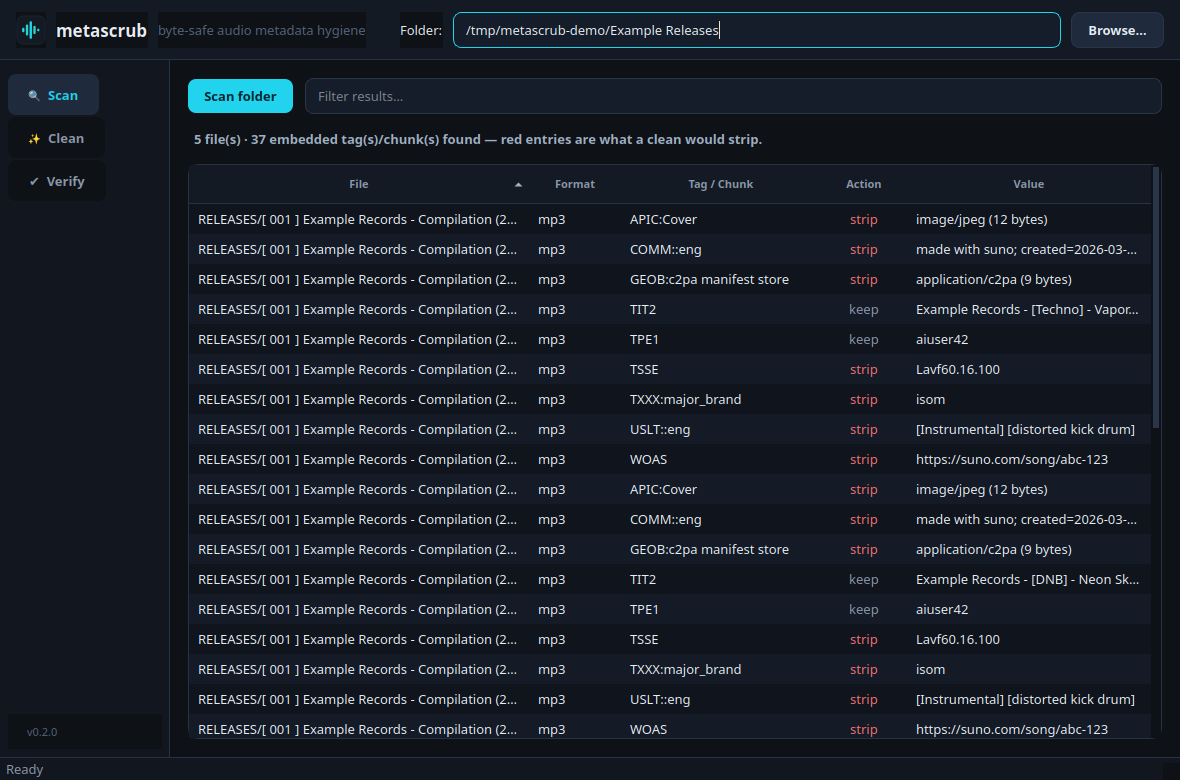 metascrub byte-safe audio metadata hygiene Folder: /tmp/metascrub-demo/Example Releases Browse...
Scan
Clean
Verify
v0.2.0
Scan folder Filter results...
5 file(s) · 37 embedded tag(s)/chunk(s) found — red entries are what a clean would strip.
File Format Tag / Chunk Action Value
RELEASES/[ 001 ] Example Records - Compilation (2... mp3 APIC:Cover strip image/jpeg (12 bytes)
RELEASES/[ 001 ] Example Records - Compilation (2... mp3 COMM::eng strip made with suno; created=2026-03-...
RELEASES/[ 001 ] Example Records - Compilation (2... mp3 GEOB:c2pa manifest store strip application/c2pa (9 bytes)
RELEASES/[ 001 ] Example Records - Compilation (2... mp3 TIT2 keep Example Records - [Techno] - Vapor...
RELEASES/[ 001 ] Example Records - Compilation (2... mp3 TPE1 keep aiuser42
RELEASES/[ 001 ] Example Records - Compilation (2... mp3 TSSE strip Lavf60.16.100
RELEASES/[ 001 ] Example Records - Compilation (2... mp3 TXXX:major_brand strip isom
RELEASES/[ 001 ] Example Records - Compilation (2... mp3 USLT::eng strip [Instrumental] [distorted kick drum]
RELEASES/[ 001 ] Example Records - Compilation (2... mp3 WOAS strip https://suno.com/song/abc-123
RELEASES/[ 001 ] Example Records - Compilation (2... mp3 APIC:Cover strip image/jpeg (12 bytes)
RELEASES/[ 001 ] Example Records - Compilation (2... mp3 COMM::eng strip made with suno; created=2026-03-...
RELEASES/[ 001 ] Example Records - Compilation (2... mp3 GEOB:c2pa manifest store strip application/c2pa (9 bytes)
RELEASES/[ 001 ] Example Records - Compilation (2... mp3 TIT2 keep Example Records - [DNB] - Neon Sk...
RELEASES/[ 001 ] Example Records - Compilation (2... mp3 TPE1 keep aiuser42
RELEASES/[ 001 ] Example Records - Compilation (2... mp3 TSSE strip Lavf60.16.100
RELEASES/[ 001 ] Example Records - Compilation (2... mp3 TXXX:major_brand strip isom
RELEASES/[ 001 ] Example Records - Compilation (2... mp3 USLT::eng strip [Instrumental] [distorted kick drum]
RELEASES/[ 001 ] Example Records - Compilation (2... mp3 WOAS strip https://suno.com/song/abc-123
Ready